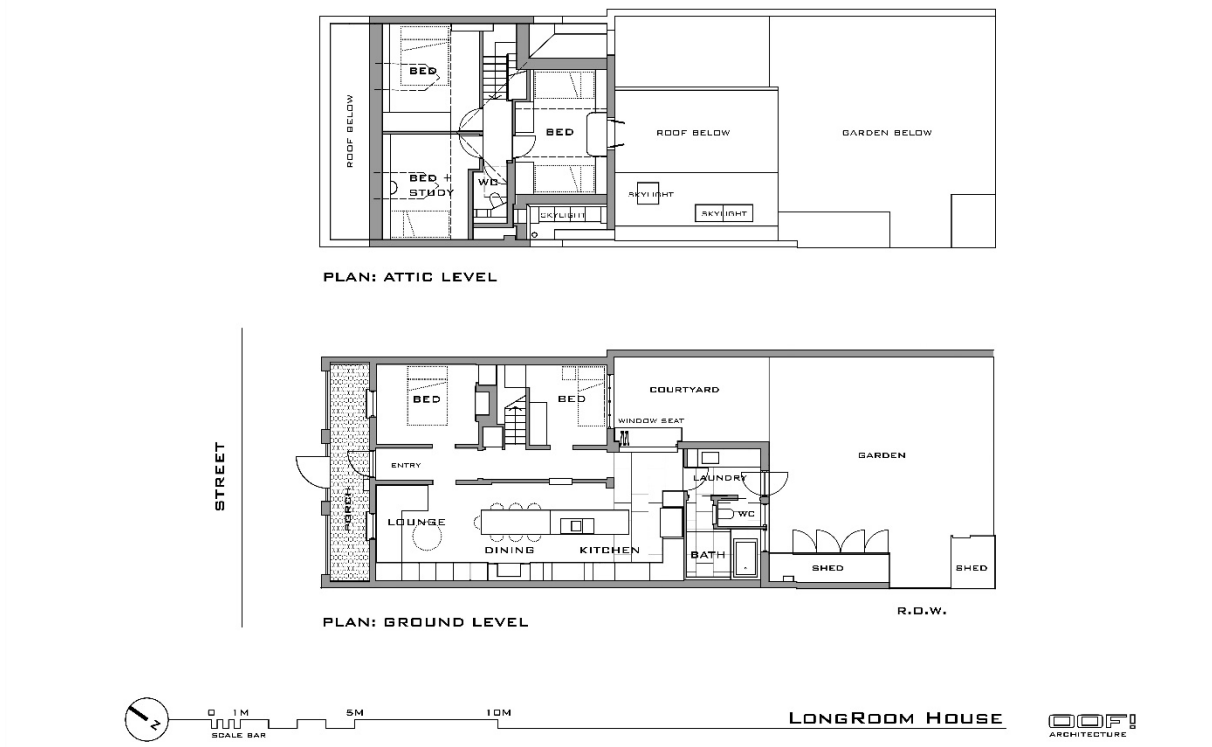 BED
ROOF BELOW
BED
ROOF BELOW
GARDEN BELOW
BED +
STUDY
WC
SKYLIGHT
SKYLIGHT
SKYLIGHT
PLAN: ATTIC LEVEL
STREET
PORCH
BED
BED
COURTYARD
WINDOW SEAT
ENTRY
GARDEN
LAUNDRY
LOUNGE
WC
DINING
KITCHEN
BATH
SHED
SHED
R.O.W.
PLAN: GROUND LEVEL
N
0 1M 5M 10M
SCALE BAR
LONGROOM HOUSE
OOF!
ARCHITECTURE